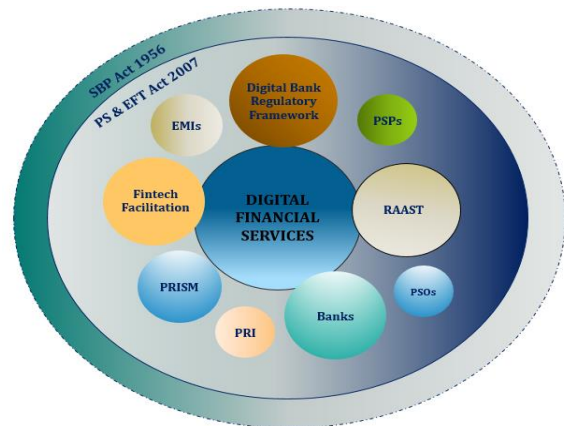 SBP Act 1956
PS & EFT Act 2007
Digital Bank
Regulatory
Framework
EMIs
PSPs
Fintech
Facilitation
DIGITAL
FINANCIAL
SERVICES
RAAST
PRISM
PSOs
PRI
Banks